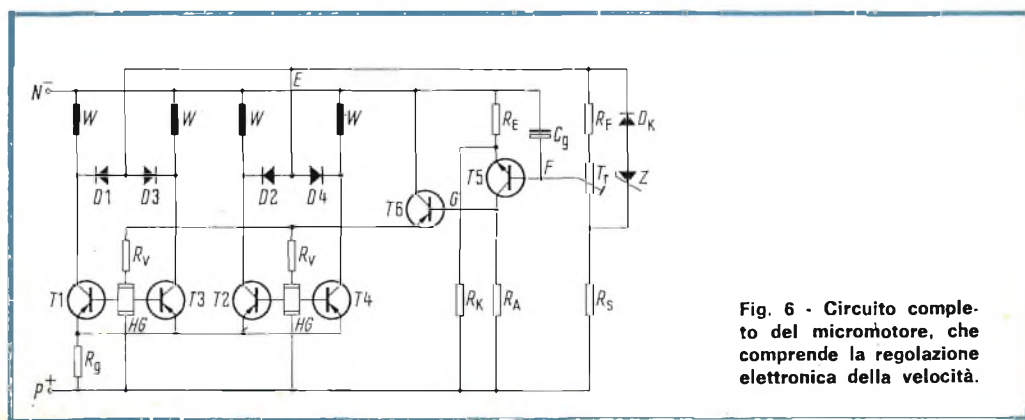 E
N-
W
W
W
W
R_E
C_g
R_F
D_K
T5
F
T_r
Z
D1
D3
D2
D4
T6
G
R_v
R_v
T1
T3
T2
T4
R_K
R_A
R_S
HG
HG
R_g
P+
Fig. 6 - Circuito comple-
to del micromotore, che
comprende la regolazione
elettronica della velocità.